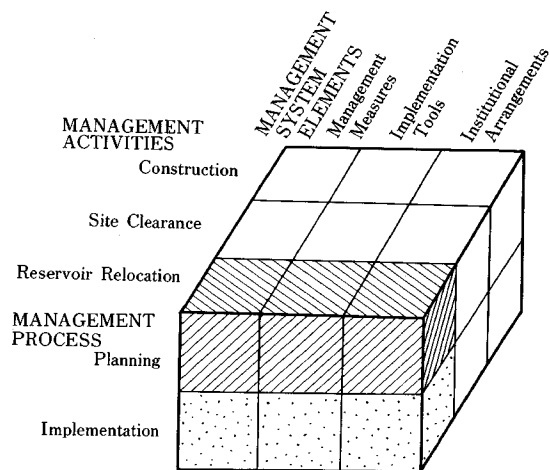 MANAGEMENT
SYSTEM
ELEMENTS
Management
Measures
Implementation
Tools
Institutional
Arrangements
MANAGEMENT
ACTIVITIES
Construction
Site Clearance
Reservoir Relocation
MANAGEMENT
PROCESS
Planning
Implementation